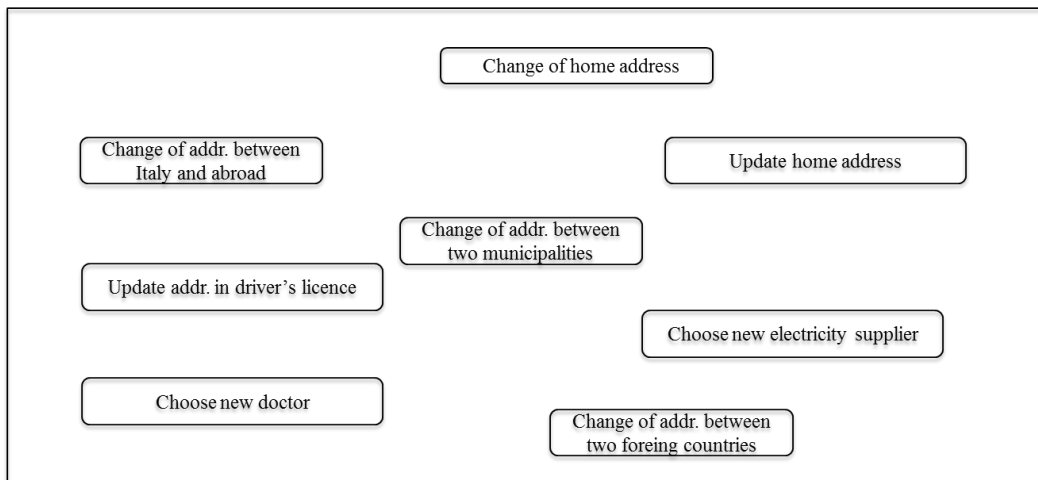 Change of home address
Change of addr. between
Italy and abroad
Update home address
Change of addr. between
two municipalities
Update addr. in driver’s licence
Choose new electricity supplier
Choose new doctor
Change of addr. between
two foreing countries